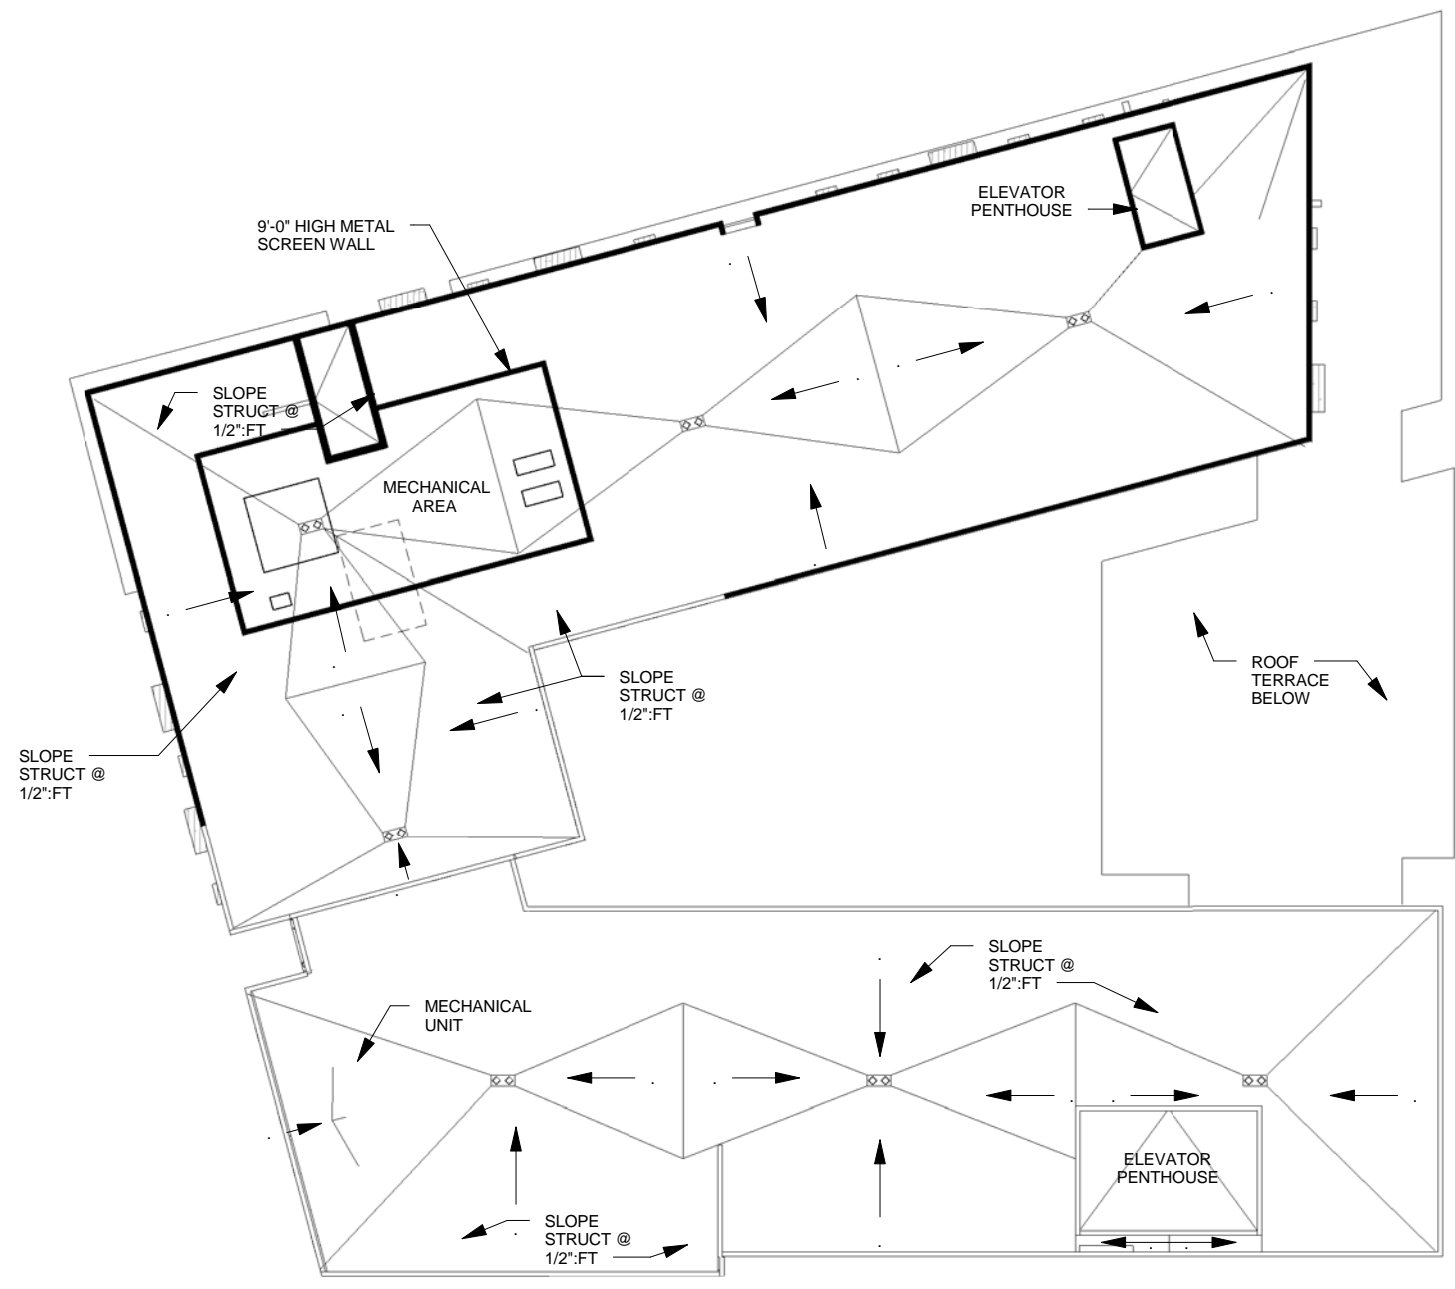 ELEVATOR
PENTHOUSE
9'-0" HIGH METAL
SCREEN WALL
SLOPE
STRUCT @
1/2":FT
MECHANICAL
AREA
SLOPE
STRUCT @
1/2":FT
ROOF
TERRACE
BELOW
SLOPE
STRUCT @
1/2":FT
SLOPE
STRUCT @
1/2":FT
MECHANICAL
UNIT
ELEVATOR
PENTHOUSE
SLOPE
STRUCT @
1/2":FT